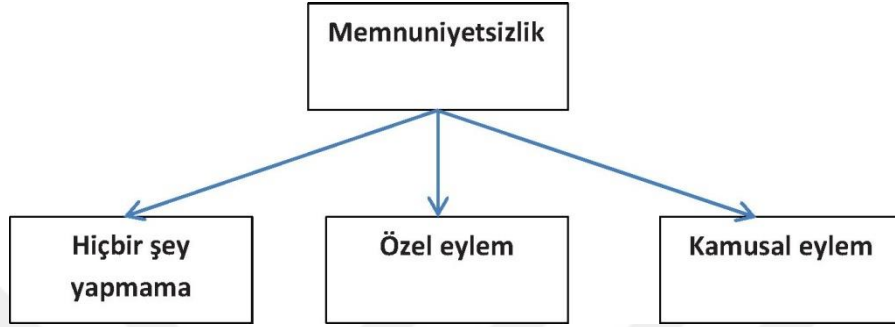 Memnuniyetsizlik
Hiçbir şey
yapmama
Özel eylem
Kamusal eylem